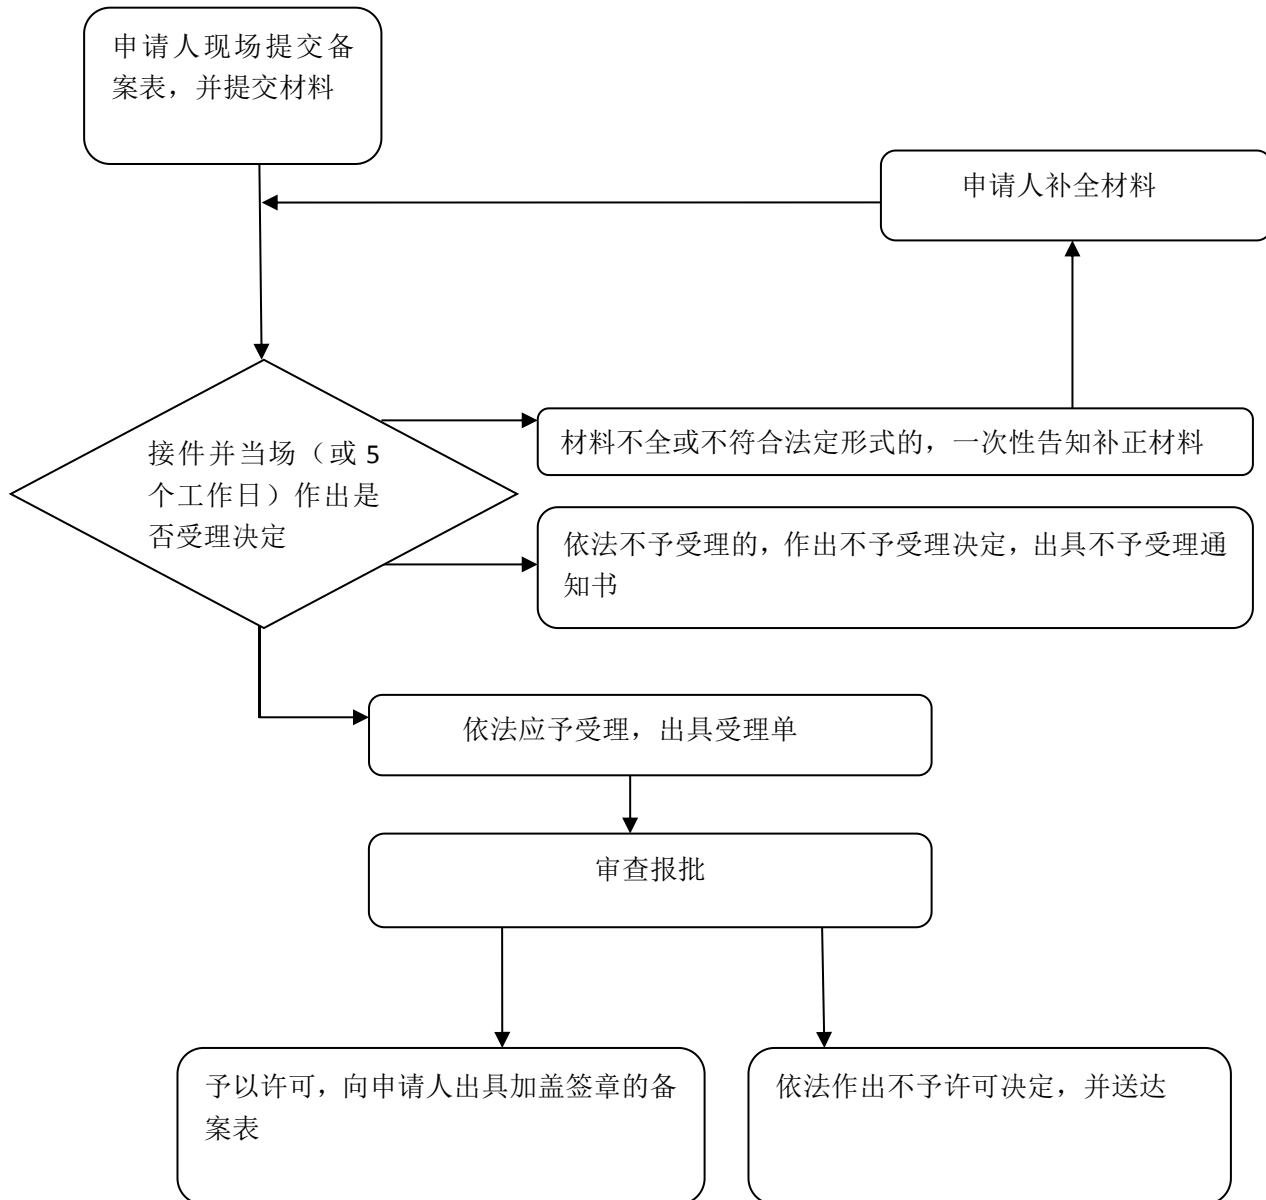 申请人现场提交备
案表，并提交材料
申请人补全材料
接件并当场（或 5
个工作日）作出是
否受理决定
材料不全或不符合法定形式的，一次性告知补正材料
依法不予受理的，作出不予受理决定，出具不予受理通
知书
依法应予受理，出具受理单
审查报批
予以许可，向申请人出具加盖签章的备
案表
依法作出不予许可决定，并送达